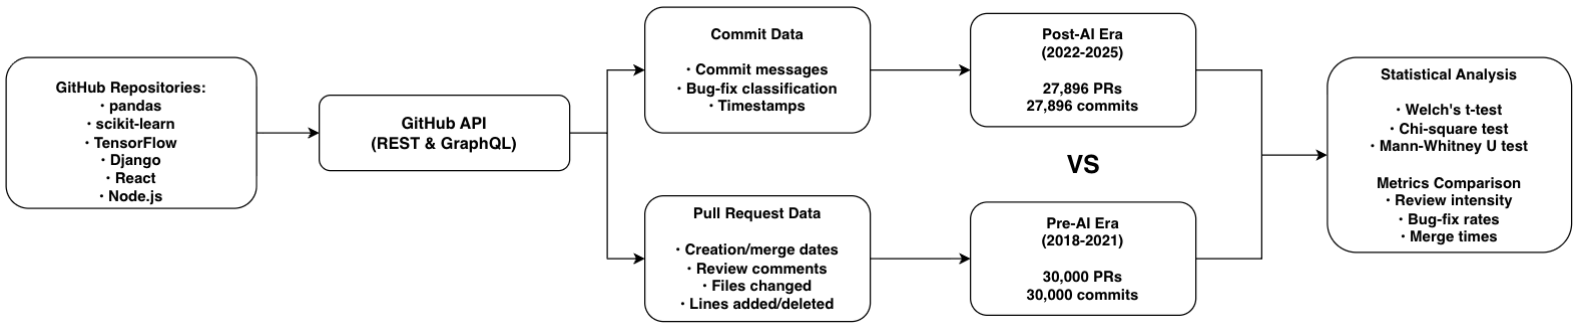 GitHub Repositories:
· pandas
· scikit-learn
· TensorFlow
· Django
· React
· Node.js
GitHub API
(REST & GraphQL)
Commit Data
· Commit messages
· Bug-fix classification
· Timestamps
Pull Request Data
· Creation/merge dates
· Review comments
· Files changed
· Lines added/deleted
Post-AI Era
(2022-2025)
27,896 PRs
27,896 commits
VS
Pre-AI Era
(2018-2021)
30,000 PRs
30,000 commits
Statistical Analysis
· Welch's t-test
· Chi-square test
· Mann-Whitney U test
Metrics Comparison
· Review intensity
· Bug-fix rates
· Merge times